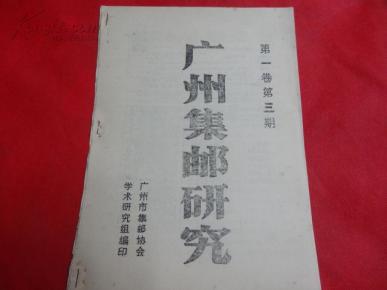 第一卷第三期
广州集邮研究
广州市集邮协会
学术研究组编印